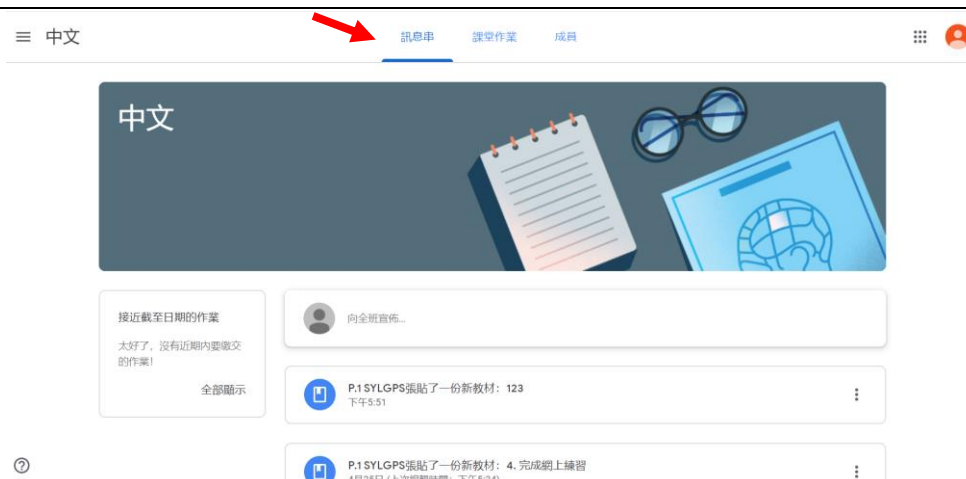 中文
訊息串
課堂作業
成員
中文
接近截至日期的作業
太好了，沒有近期内要繳交
的作業！
全部顯示
向全班宣佈...
P.1 SYLGPS張貼了一份新教材：123
下午5:51
P.1 SYLGPS張貼了一份新教材：4. 完成網上練習